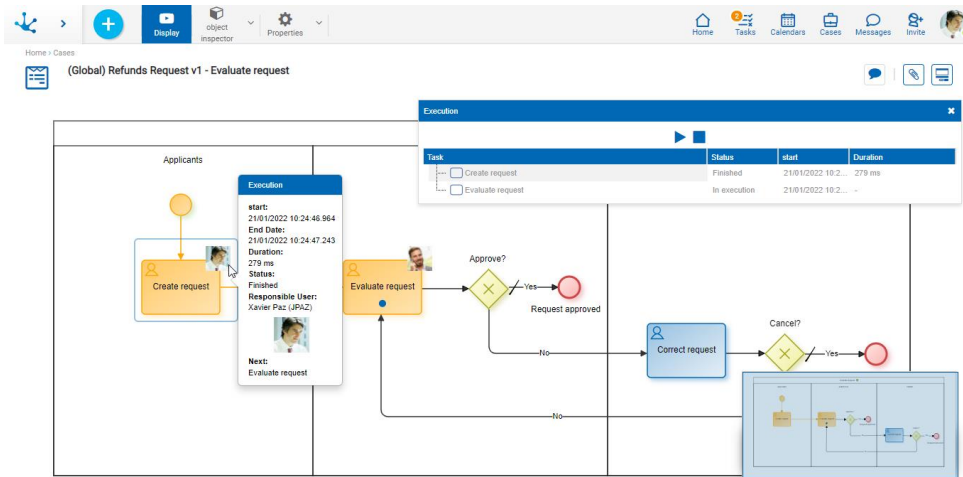 Display
object
inspector
Properties
Home
2
Tasks
Calendars
Cases
Messages
Invite
Home › Cases
(Global) Refunds Request v1 - Evaluate request
Execution
Task Status start Duration
Create request Finished 21/01/2022 10:2... 279 ms
Evaluate request In execution 21/01/2022 10:2... -
Applicants
Execution
start:
21/01/2022 10:24:46.964
End Date:
21/01/2022 10:24:47.243
Duration:
279 ms
Status:
Finished
Responsible User:
Xavier Paz (JPAZ)
Next:
Evaluate request
Create request
Evaluate request
Approve?
Yes
Request approved
No
Correct request
Cancel?
Yes
No